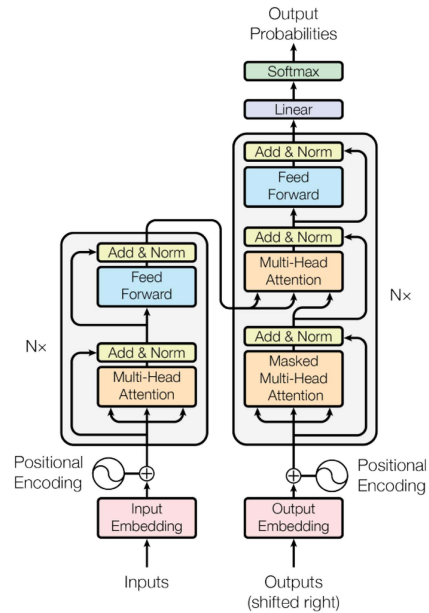 Output
Probabilities
Softmax
Linear
Add & Norm
Feed
Forward
Add & Norm
Multi-Head
Attention
Add & Norm
Masked
Multi-Head
Attention
Nx
Add & Norm
Feed
Forward
Nx
Add & Norm
Multi-Head
Attention
Positional
Encoding
Positional
Encoding
Input
Embedding
Output
Embedding
Inputs
Outputs
(shifted right)